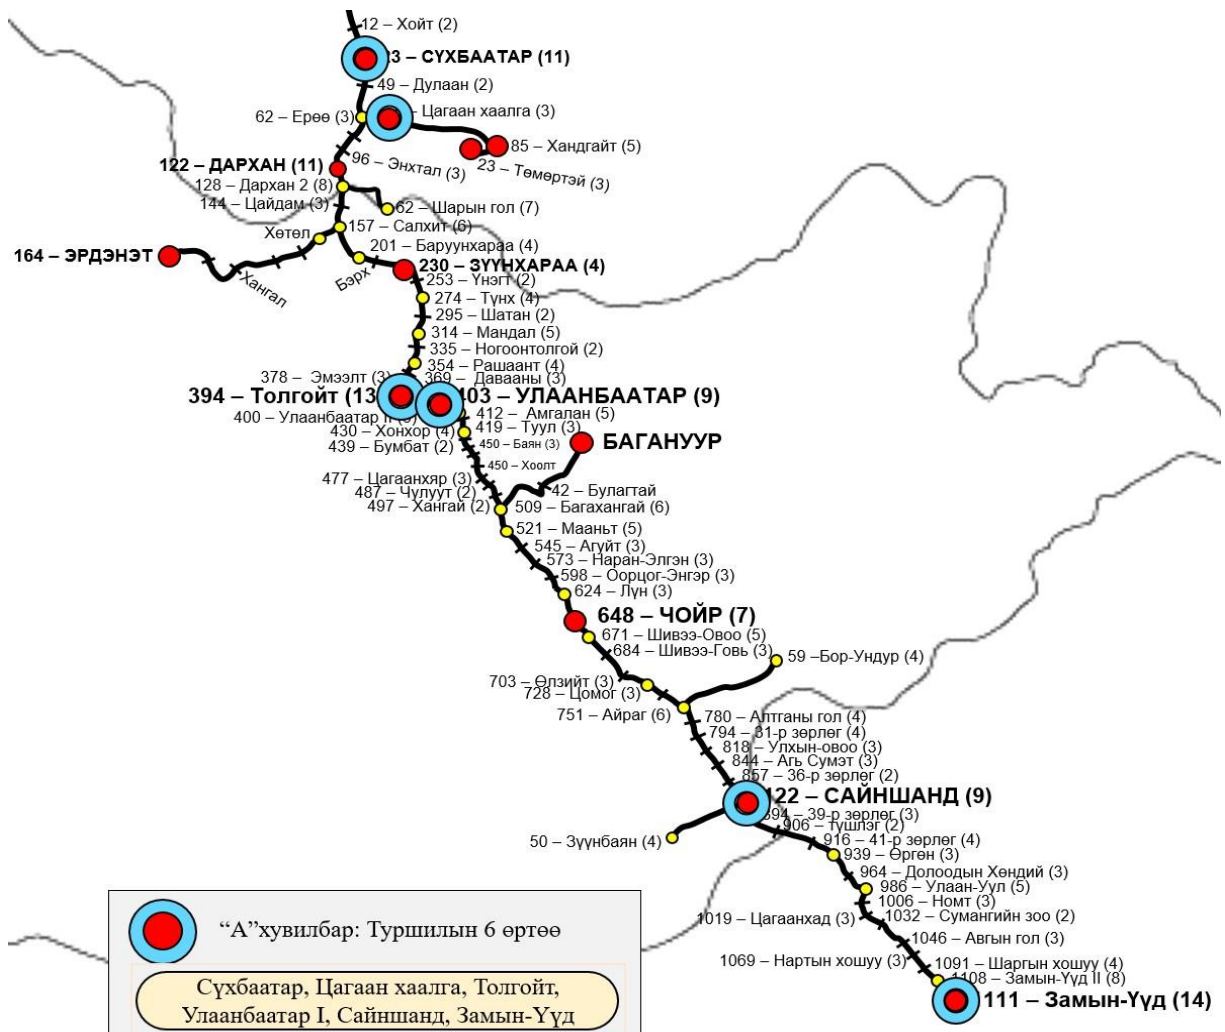 12 – Хойт (2)
23 – СҮХБААТАР (11)
49 – Дулаан (2)
62 – Ерөө (3)
– Цагаан хаалга (3)
85 – Хандгайт (5)
23 – Төмөртэй (3)
96 – Энхтал (3)
122 – ДАРХАН (11)
128 – Дархан 2 (8)
144 – Цайдам (3)
62 – Шарын гол (7)
157 – Салхит (6)
Хөтөл
164 – ЭРДЭНЭТ
Хангал
201 – Баруунхараа (4)
Бэрх
230 – ЗҮҮНХАРАА (4)
253 – Үнэгт (2)
274 – Түнх (4)
295 – Шатан (2)
314 – Мандал (5)
335 – Ногоонтолгой (2)
354 – Рашаант (4)
369 – Давааны (3)
378 – Эмээлт (3)
394 – Толгойт (13
403 – УЛААНБААТАР (9)
400 – Улаанбаатар II
412 – Амгалан (5)
419 – Туул (3)
430 – Хонхор (4)
439 – Бумбат (2)
450 – Баян (3)
450 – Хоолт
БАГАНУУР
477 – Цагаанхяр (3)
487 – Чулуут (2)
497 – Хангай (2)
42 – Булагтай
509 – Багахангай (6)
521 – Мааньт (5)
545 – Агуйт (3)
573 – Наран-Элгэн (3)
598 – Оорцог-Энгэр (3)
624 – Лүн (3)
648 – ЧОЙР (7)
671 – Шивээ-Овоо (5)
684 – Шивээ-Говь (3)
59 –Бор-Ундур (4)
703 – Өлзийт (3)
728 – Цомог (3)
751 – Айраг (6)
780 – Алтганы гол (4)
794 – 31-р зөрлөг (4)
818 – Улхын-овоо (3)
844 – Агь Сумэт (3)
857 – 36-р зөрлөг (2)
122 – САЙНШАНД (9)
894 – 39-р зөрлөг (3)
906 – Түшлэг (2)
50 – Зүүнбаян (4)
916 – 41-р зөрлөг (4)
939 – Өргөн (3)
964 – Долоодын Хөндий (3)
986 – Улаан-Уул (5)
1006 – Номт (3)
1019 – Цагаанхад (3)
1032 – Сумангийн зоо (2)
1046 – Авгын гол (3)
1069 – Нартын хошуу (3)
1091 – Шаргын хошуу (4)
1108 – Замын-Үүд II (8)
111 – Замын-Үүд (14)
“А”хувилбар: Туршилын 6 өртөө
Сүхбаатар, Цагаан хаалга, Толгойт,
Улаанбаатар I, Сайншанд, Замын-Үүд